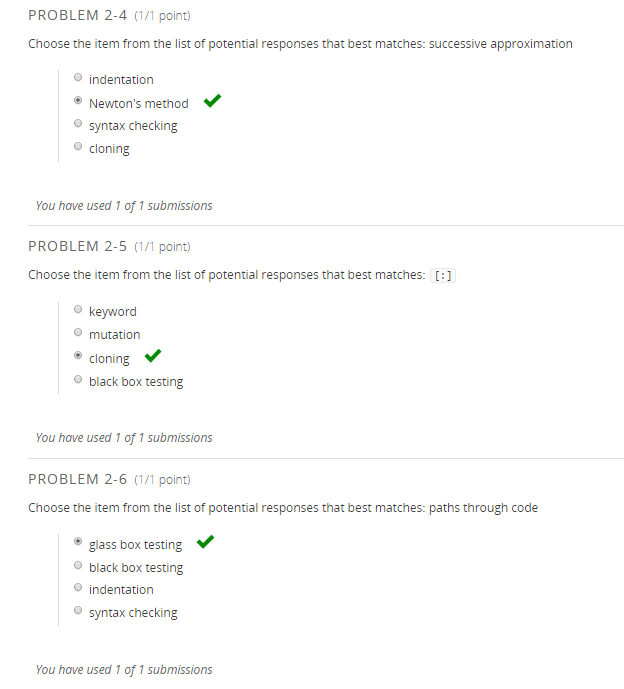 PROBLEM 2-4 (1/1 point)
Choose the item from the list of potential responses that best matches: successive approximation
indentation
Newton's method
syntax checking
cloning
You have used 1 of 1 submissions
PROBLEM 2-5 (1/1 point)
Choose the item from the list of potential responses that best matches: [:]
keyword
mutation
cloning
black box testing
You have used 1 of 1 submissions
PROBLEM 2-6 (1/1 point)
Choose the item from the list of potential responses that best matches: paths through code
glass box testing
black box testing
indentation
syntax checking
You have used 1 of 1 submissions